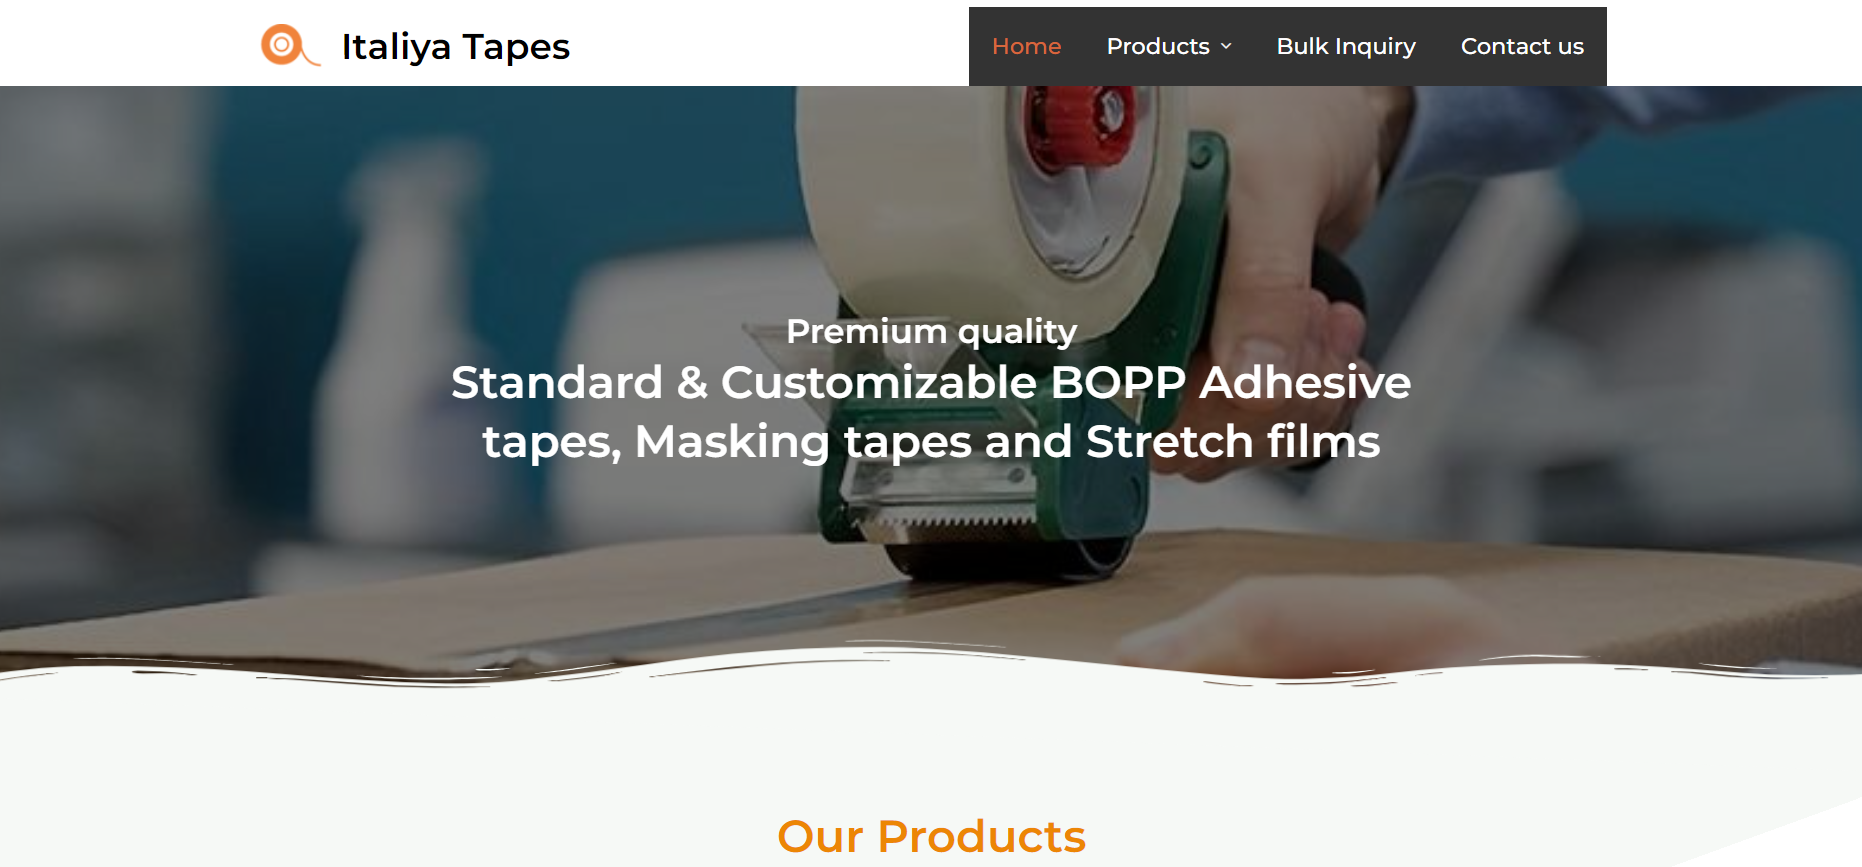 Italiya Tapes
Home Products Bulk Inquiry Contact us
Premium quality
Standard & Customizable BOPP Adhesive
tapes, Masking tapes and Stretch films
Our Products